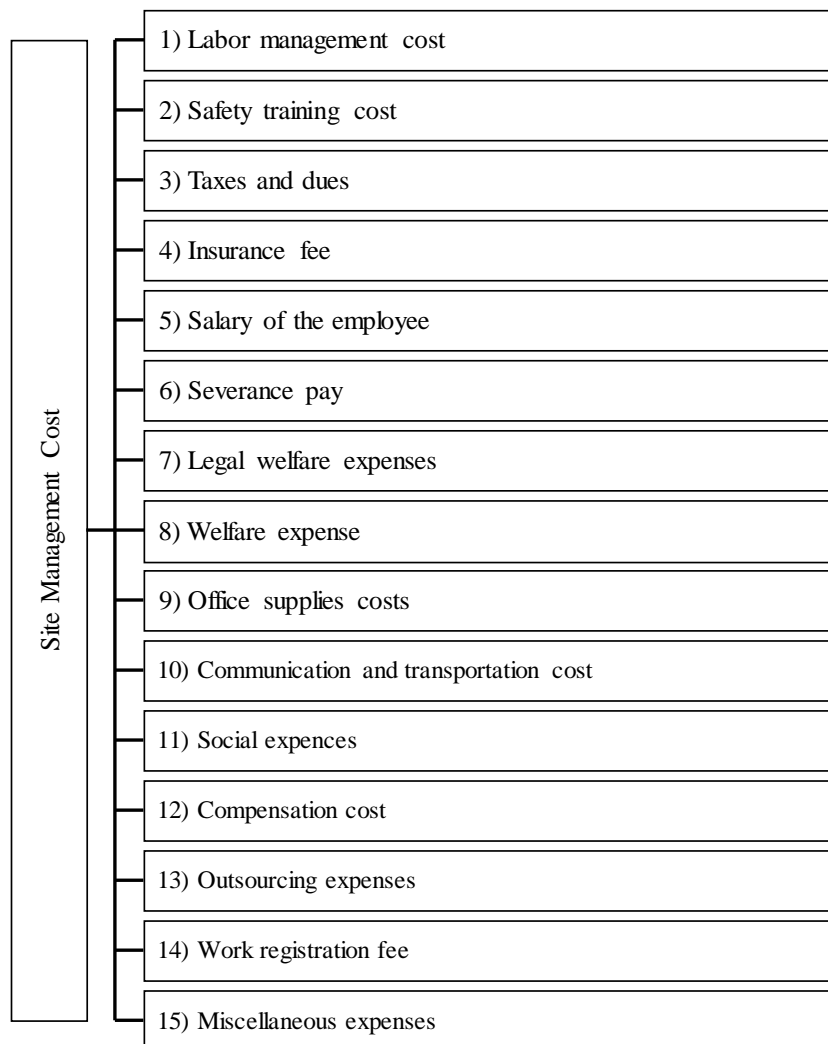 Site Management Cost
1) Labor management cost
2) Safety training cost
3) Taxes and dues
4) Insurance fee
5) Salary of the employee
6) Severance pay
7) Legal welfare expenses
8) Welfare expense
9) Office supplies costs
10) Communication and transportation cost
11) Social expences
12) Compensation cost
13) Outsourcing expenses
14) Work registration fee
15) Miscellaneous expenses